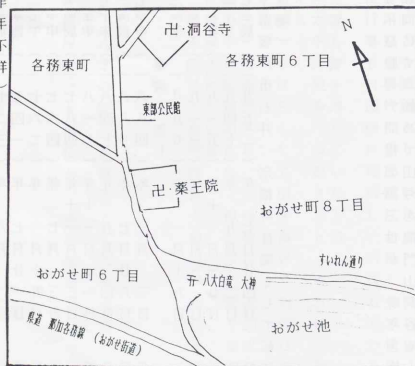 卍・洞谷寺
N
各務東町
各務東町6丁目
東部公民館
卍・薬王院
おがせ町8丁目
すいれん通り
おがせ町6丁目
八大白竜 大神
おがせ池
県道 那加各務線 (おがせ街道)